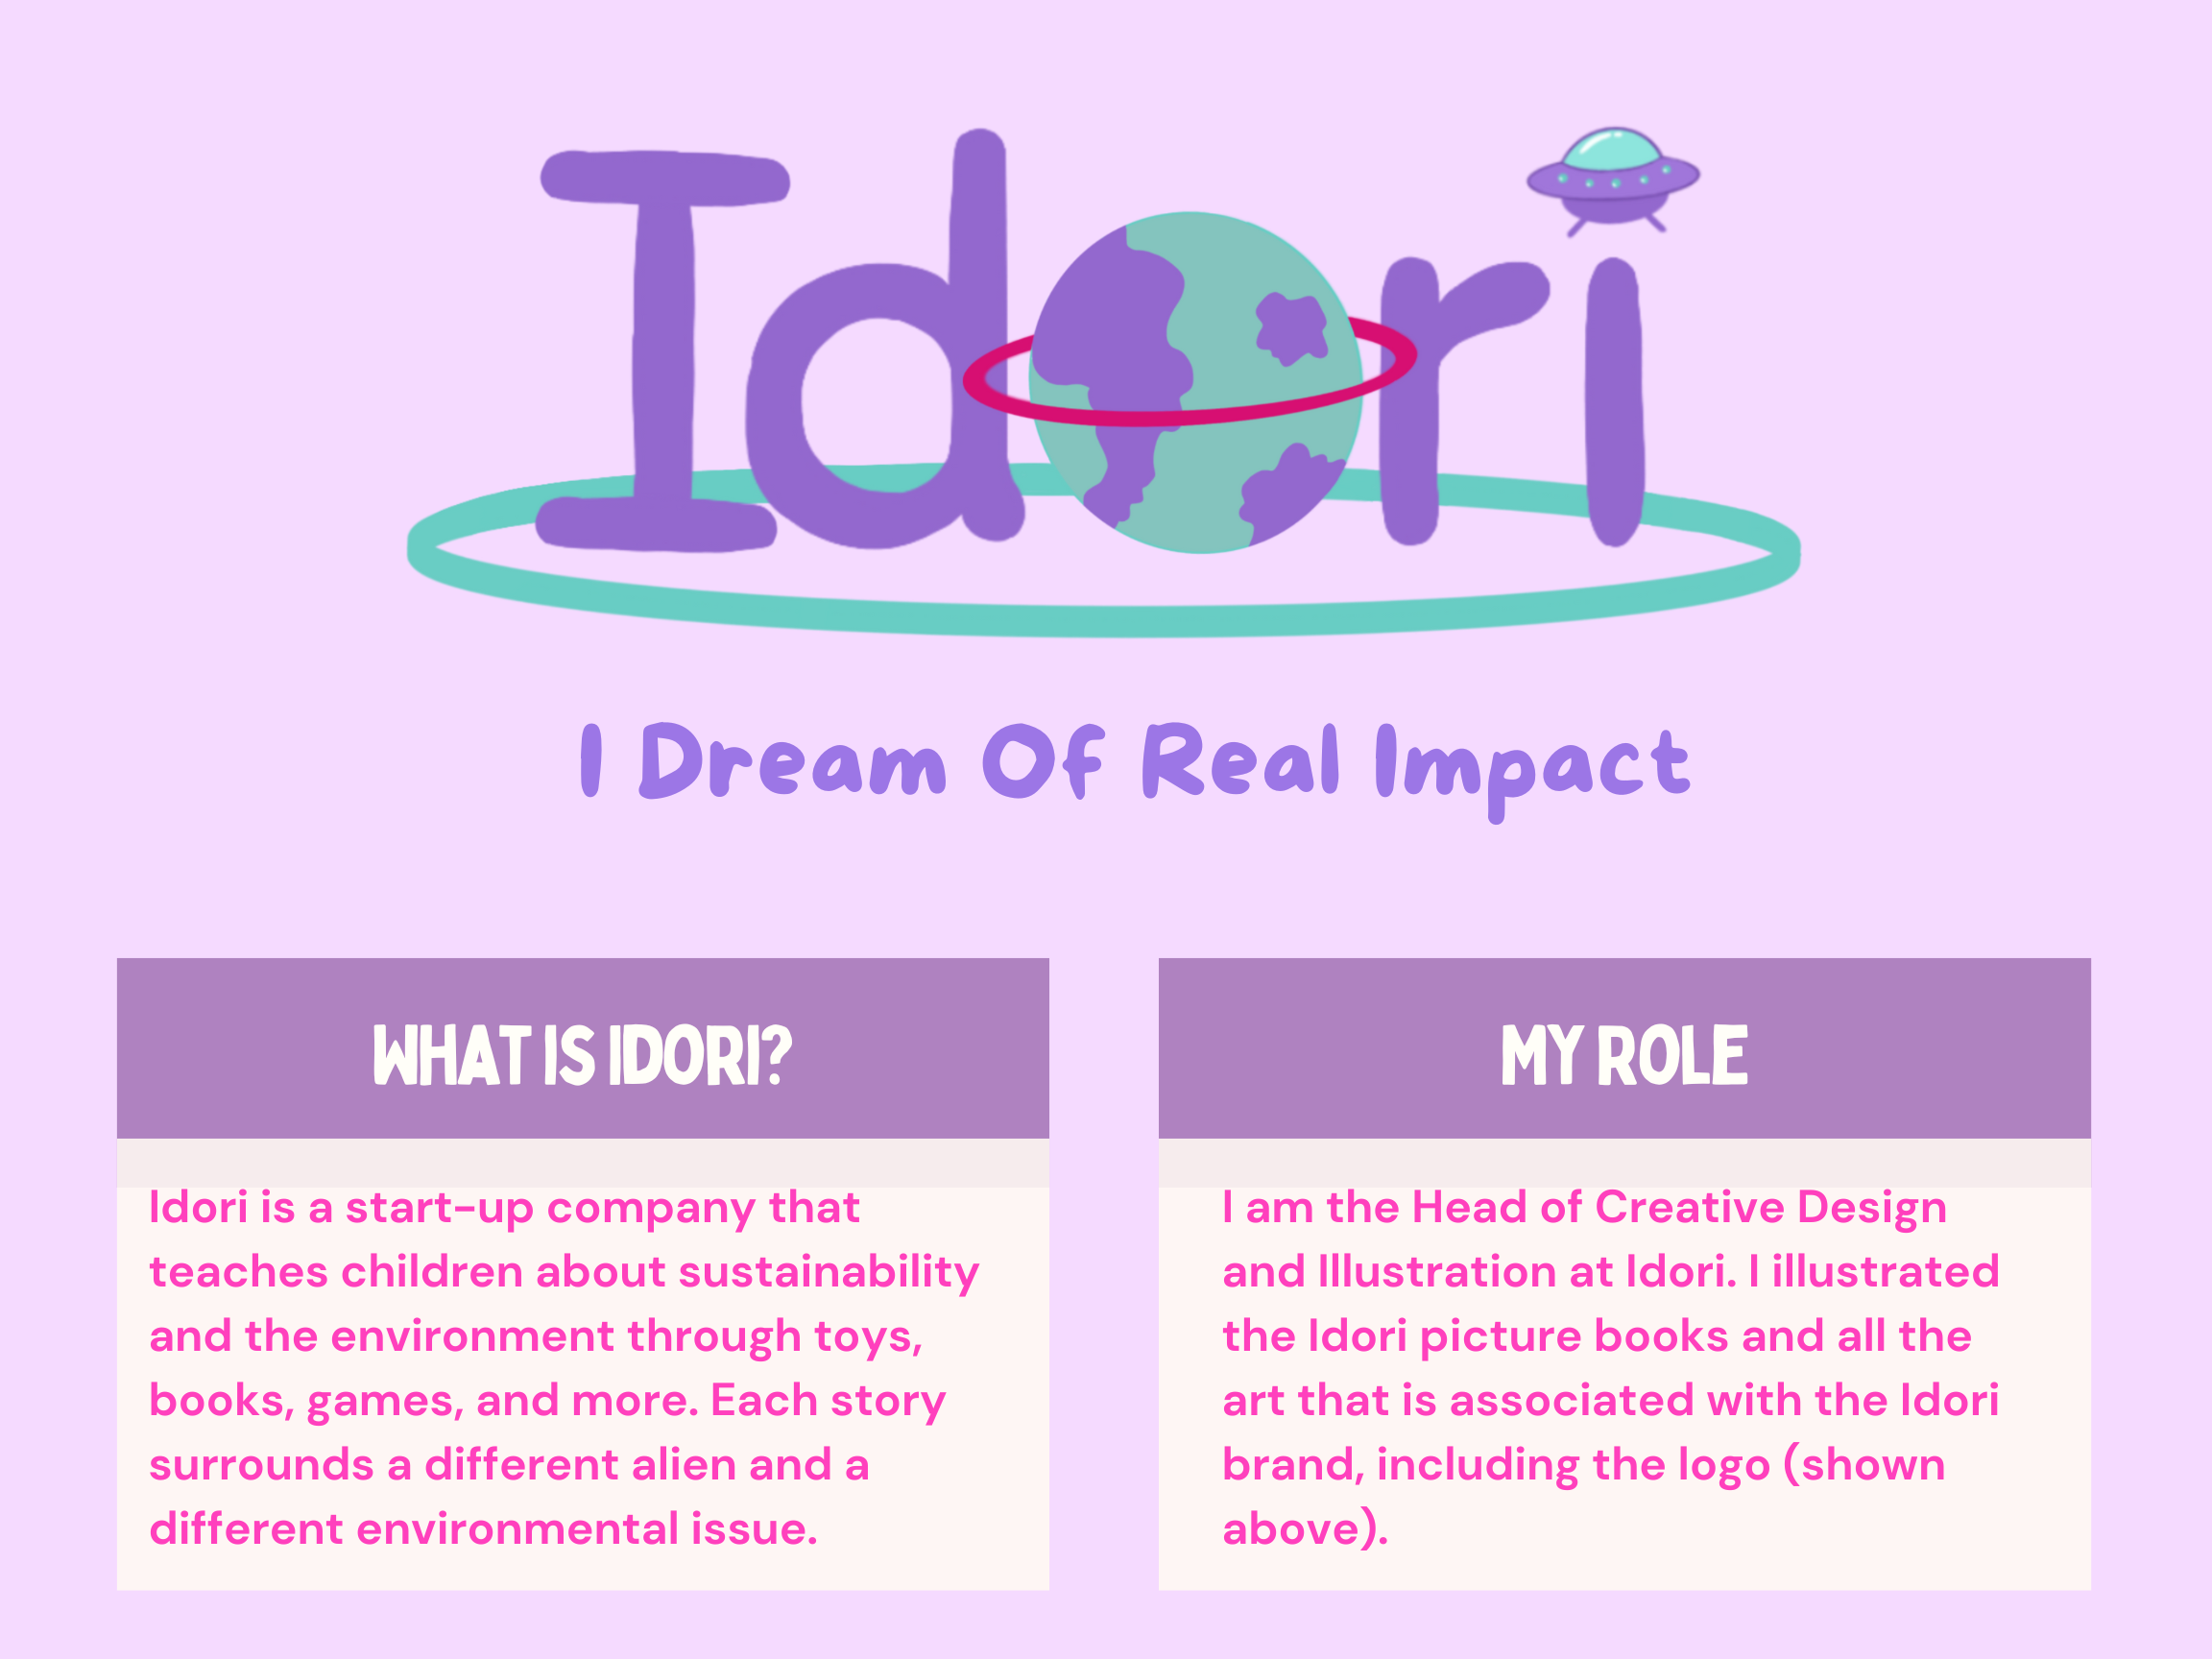 Idori
I Dream Of Real Impact
WHAT IS IDORI?
Idori is a start-up company that
teaches children about sustainability
and the environment through toys,
books, games, and more. Each story
surrounds a different alien and a
different environmental issue.
MY ROLE
I am the Head of Creative Design
and Illustration at Idori. I illustrated
the Idori picture books and all the
art that is associated with the Idori
brand, including the logo (shown
above).